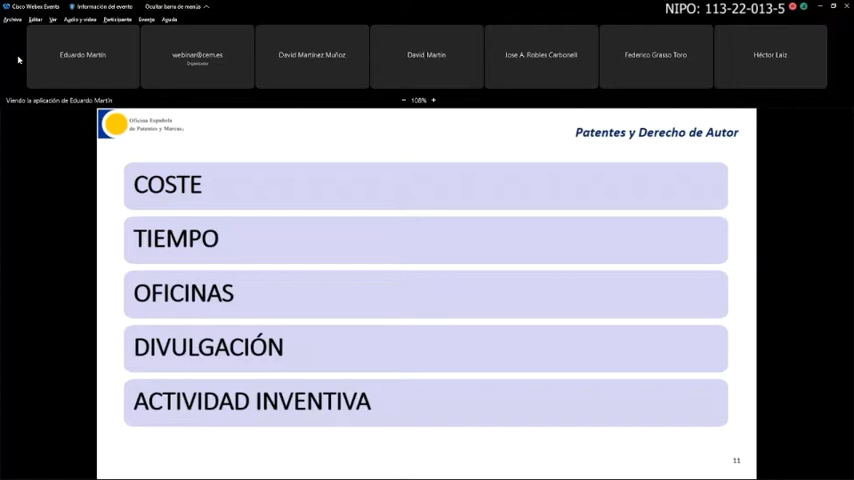 Cisco Webex Events Información del evento Ocultar barra de menús
NIPO: 113-22-013-5
Archivo Editar Ver Audio y vídeo Participante Evento Ayuda
Eduardo Martín
webinar@cem.es
Organizador
David Martínez Muñoz
David Martín
Jose A. Robles Carbonell
Federico Grasso Toro
Héctor Laiz
Viendo la aplicación de Eduardo Martín
108%
Oficina Española
de Patentes y Marcas
Patentes y Derecho de Autor
COSTE
TIEMPO
OFICINAS
DIVULGACIÓN
ACTIVIDAD INVENTIVA
11